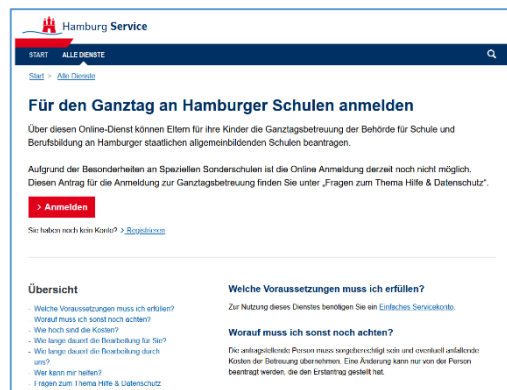 Hamburg Service
START ALLE DIENSTE
Start > Alle Dienste
Für den Ganztag an Hamburger Schulen anmelden
Über diesen Online-Dienst können Eltern für ihre Kinder die Ganztagsbetreuung der Behörde für Schule und
Berufsbildung an Hamburger staatlichen allgemeinbildenden Schulen beantragen.
Aufgrund der Besonderheiten an Speziellen Sonderschulen ist die Online Anmeldung derzeit noch nicht möglich.
Diesen Antrag für die Anmeldung zur Ganztagsbetreuung finden Sie unter „Fragen zum Thema Hilfe & Datenschutz".
> Anmelden
Sie haben noch kein Konto? > Registrieren
Übersicht
- Welche Voraussetzungen muss ich erfüllen?
Worauf muss ich sonst noch achten?
- Wie hoch sind die Kosten?
- Wie lange dauert die Bearbeitung für Sie?
- Wie lange dauert die Bearbeitung durch
uns?
- Wer kann mir helfen?
- Fragen zum Thema Hilfe & Datenschutz
Welche Voraussetzungen muss ich erfüllen?
Zur Nutzung dieses Dienstes benötigen Sie ein Einfaches Servicekonto.
Worauf muss ich sonst noch achten?
Die antragstellende Person muss sorgeberechtigt sein und eventuell anfallende
Kosten der Betreuung übernehmen. Eine Änderung kann nur von der Person
beantragt werden, die den Erstantrag gestellt hat.